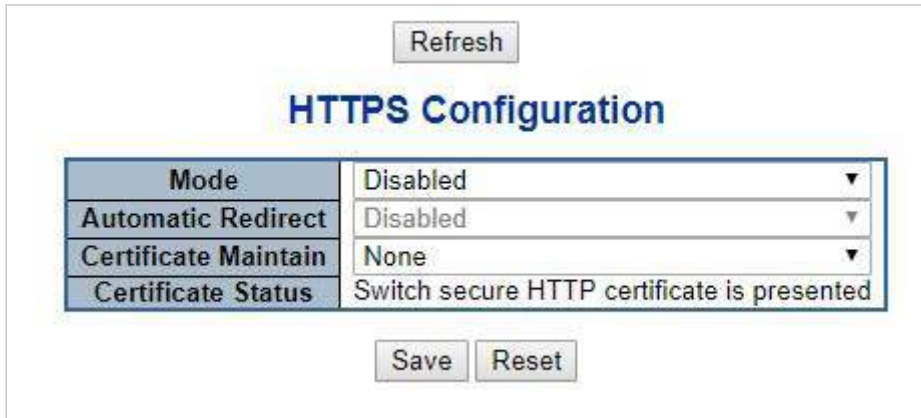 Refresh
HTTPS Configuration
Mode Disabled
Automatic Redirect Disabled
Certificate Maintain None
Certificate Status Switch secure HTTP certificate is presented
Save Reset